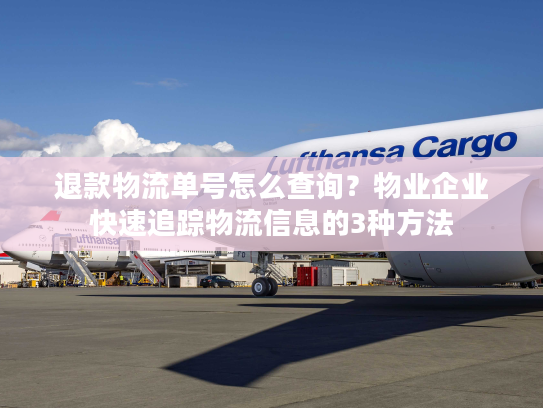 Lufthansa Cargo
退款物流单号怎么查询？物业企业
快速追踪物流信息的3种方法